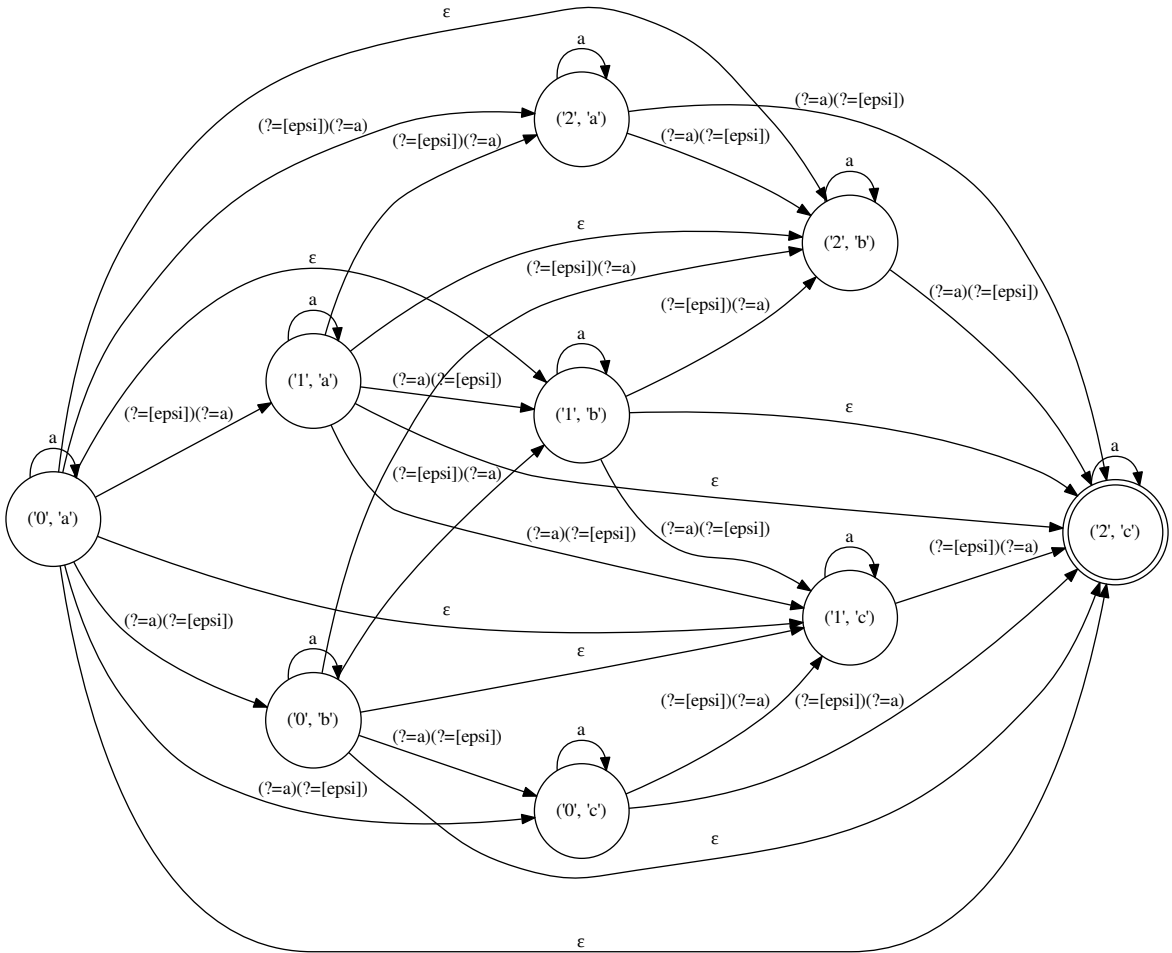 ε
a
(?=a)(?=[epsi])
(?=[epsi])(?=a)
('2', 'a')
(?=[epsi])(?=a)
(?=a)(?=[epsi])
a
ε
('2', 'b')
ε
(?=[epsi])(?=a)
(?=a)(?=[epsi])
a
(?=[epsi])(?=a)
a
('1', 'a')
(?=a)(?=[epsi])
ε
(?=[epsi])(?=a)
('1', 'b')
a
a
(?=[epsi])(?=a)
ε
('0', 'a')
(?=a)(?=[epsi])
(?=a)(?=[epsi])
('2', 'c')
a
(?=[epsi])(?=a)
ε
('1', 'c')
(?=a)(?=[epsi])
a
ε
(?=[epsi])(?=a)
(?=[epsi])(?=a)
('0', 'b')
(?=a)(?=[epsi])
a
(?=a)(?=[epsi])
('0', 'c')
ε
ε